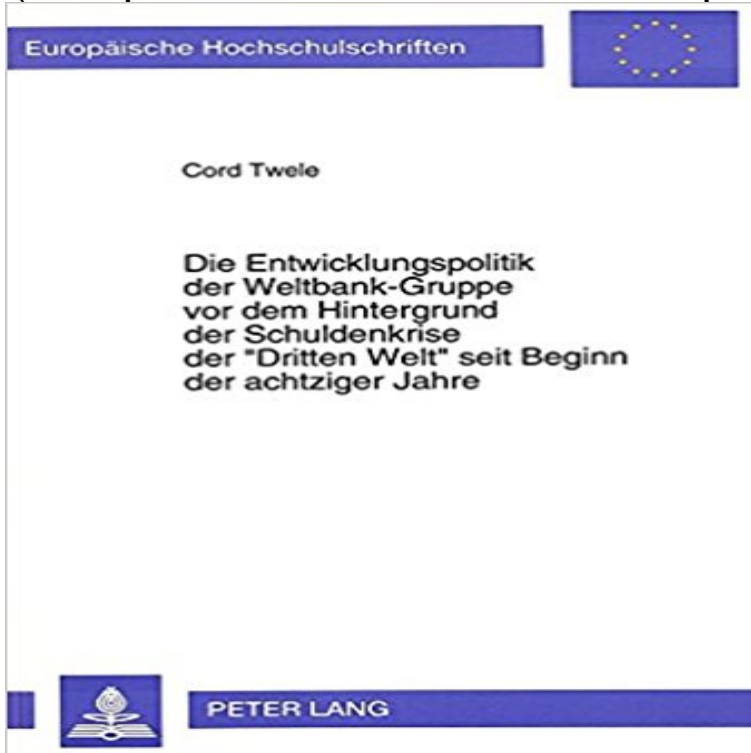 Europäische Hochschulschriften
Cord Twele
Die Entwicklungspolitik
der Weltbank-Gruppe
vor dem Hintergrund
der Schuldenkrise
der "Dritten Welt" seit Beginn
der achtziger Jahre
PETER LANG